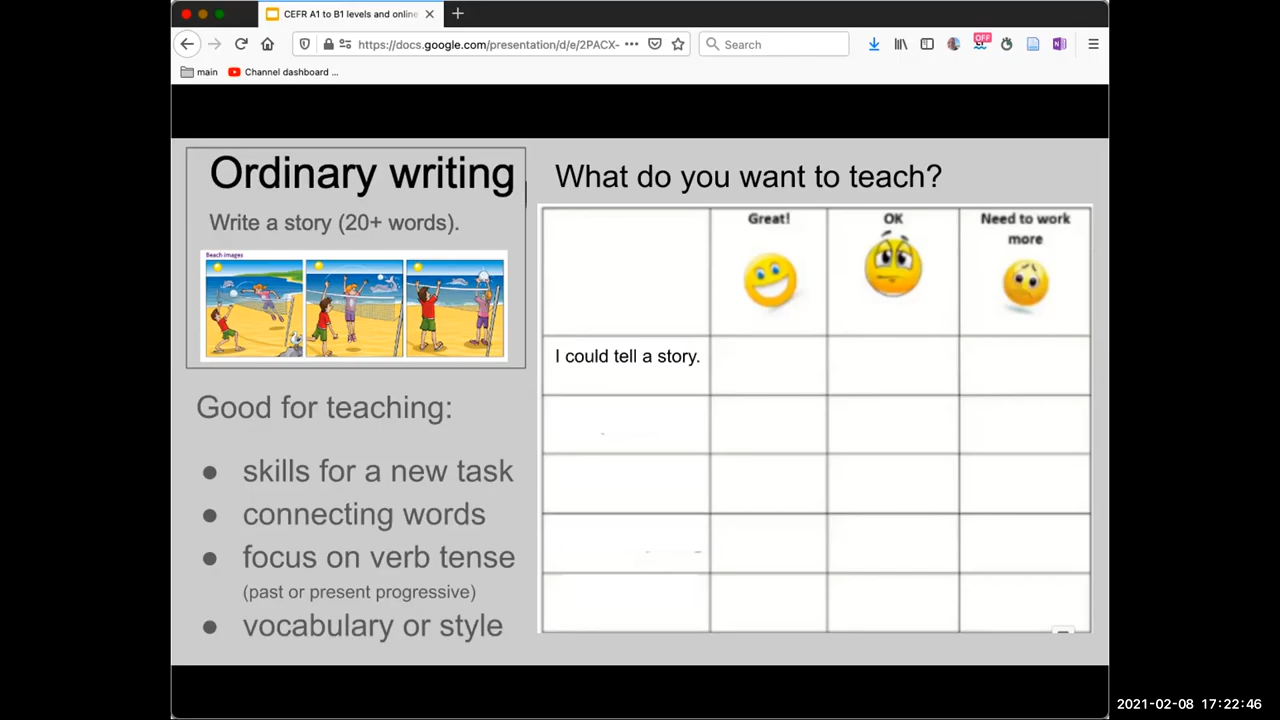 CEFR A1 to B1 levels and online
https://docs.google.com/presentation/d/e/2PACX-
Search
OFF
main
Channel dashboard ...
Ordinary writing
Write a story (20+ words).
Beach images
Good for teaching:
● skills for a new task
● connecting words
● focus on verb tense
(past or present progressive)
● vocabulary or style
What do you want to teach?
Great!
OK
Need to work
more
I could tell a story.
2021-02-08 17:22:46